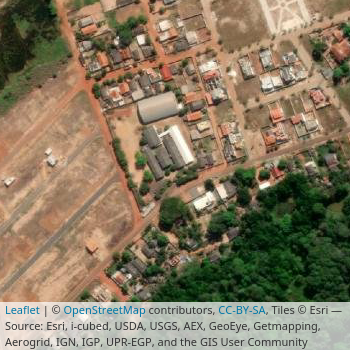 Leaflet | © OpenStreetMap contributors, CC-BY-SA, Tiles © Esri —
Source: Esri, i-cubed, USDA, USGS, AEX, GeoEye, Getmapping,
Aerogrid, IGN, IGP, UPR-EGP, and the GIS User Community